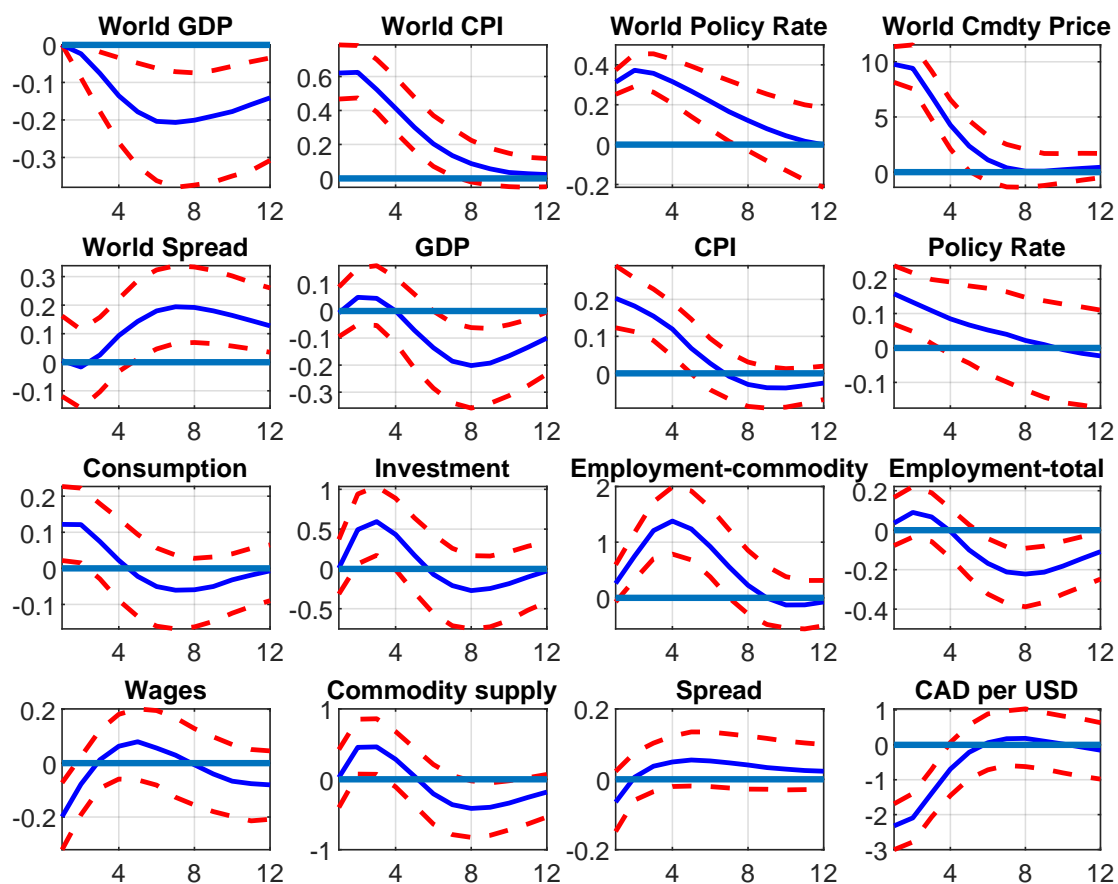 World GDP
0
-0.1
-0.2
-0.3
4 8 12
World CPI
0.6
0.4
0.2
0
4 8 12
World Policy Rate
0.4
0.2
0
-0.2
4 8 12
World Cmdty Price
10
5
0
4 8 12
World Spread
0.3
0.2
0.1
0
-0.1
4 8 12
GDP
0.1
0
-0.1
-0.2
-0.3
4 8 12
CPI
0.2
0.1
0
4 8 12
Policy Rate
0.2
0.1
0
-0.1
4 8 12
Consumption
0.2
0.1
0
-0.1
4 8 12
Investment
1
0.5
0
-0.5
4 8 12
Employment-commodity
2
1
0
4 8 12
Employment-total
0.2
0
-0.2
-0.4
4 8 12
Wages
0.2
0
-0.2
4 8 12
Commodity supply
1
0
-1
4 8 12
Spread
0.2
0
-0.2
4 8 12
CAD per USD
1
0
-1
-2
-3
4 8 12